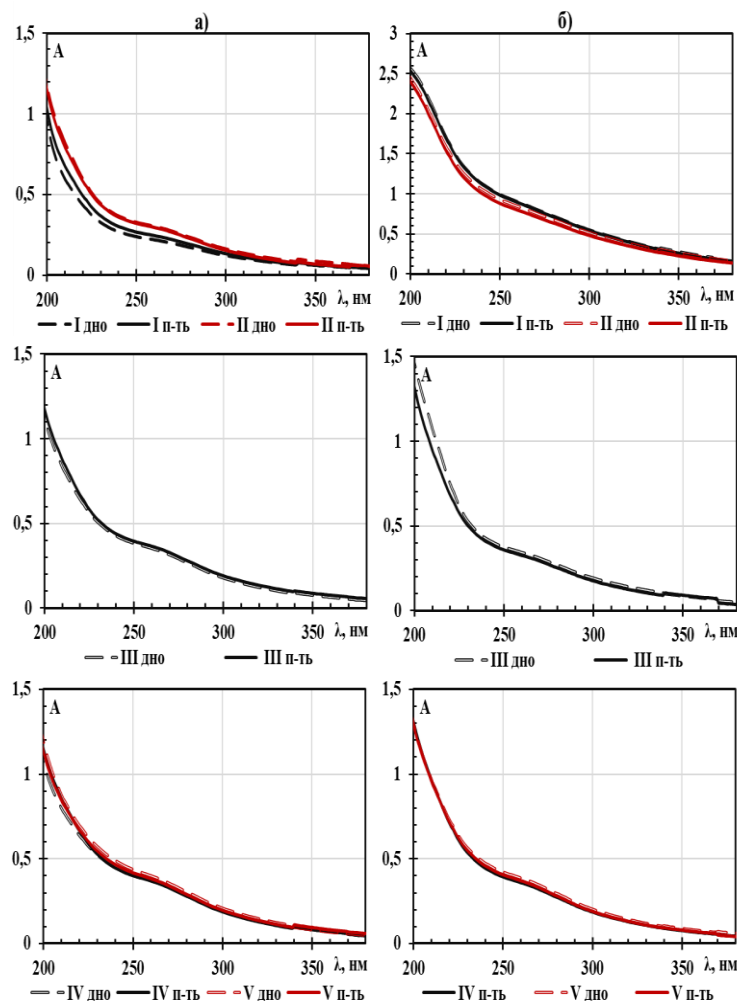 а)
б)
1,5
1
0,5
0
A
200
250
300
350
λ, нм
I дно
I п-ть
II дно
II п-ть
3
2,5
2
1,5
1
0,5
0
A
200
250
300
350
λ, нм
I дно
I п-ть
II дно
II п-ть
1,5
1
0,5
0
A
200
250
300
350
λ, нм
III дно
III п-ть
1,5
1
0,5
0
A
200
250
300
350
λ, нм
III дно
III п-ть
1,5
1
0,5
0
A
200
250
300
350
λ, нм
IV дно
IV п-ть
V дно
V п-ть
1,5
1
0,5
0
A
200
250
300
350
λ, нм
IV п-ть
V дно
V п-ть